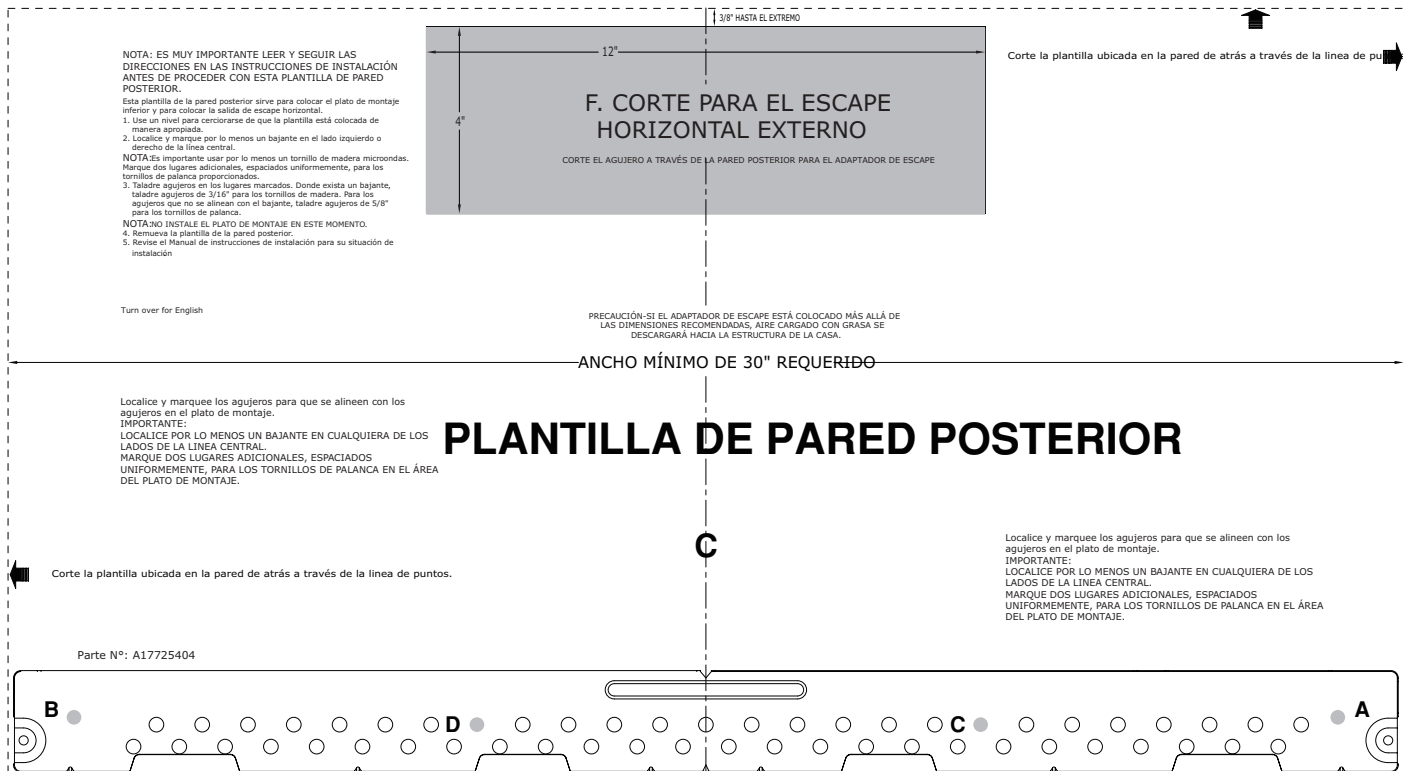 3/8" HASTA EL EXTREMO
NOTA: ES MUY IMPORTANTE LEER Y SEGUIR LAS
DIRECCIONES EN LAS INSTRUCCIONES DE INSTALACIÓN
ANTES DE PROCEDER CON ESTA PLANTILLA DE PARED
POSTERIOR.
Esta plantilla de la pared posterior sirve para colocar el plato de montaje
inferior y para colocar la salida de escape horizontal.
1. Use un nivel para cerciorarse de que la plantilla está colocada de
manera apropiada.
2. Localice y marque por lo menos un bajante en el lado izquierdo o
derecho de la línea central.
NOTA:Es importante usar por lo menos un tornillo de madera microondas.
Marque dos lugares adicionales, espaciados uniformemente, para los
tornillos de palanca proporcionados.
3. Taladre agujeros en los lugares marcados. Donde exista un bajante,
taladre agujeros de 3/16" para los tornillos de madera. Para los
agujeros que no se alinean con el bajante, taladre agujeros de 5/8"
para los tornillos de palanca.
NOTA:NO INSTALE EL PLATO DE MONTAJE EN ESTE MOMENTO.
4. Remueva la plantilla de la pared posterior.
5. Revise el Manual de instrucciones de instalación para su situación de
instalación
Turn over for English
12"
4"
F. CORTE PARA EL ESCAPE
HORIZONTAL EXTERNO
CORTE EL AGUJERO A TRAVÉS DE LA PARED POSTERIOR PARA EL ADAPTADOR DE ESCAPE
Corte la plantilla ubicada en la pared de atrás a través de la linea de
PRECAUCIÓN-SI EL ADAPTADOR DE ESCAPE ESTÁ COLOCADO MÁS ALLÁ DE
LAS DIMENSIONES RECOMENDADAS, AIRE CARGADO CON GRASA SE
DESCARGARÁ HACIA LA ESTRUCTURA DE LA CASA.
ANCHO MÍNIMO DE 30" REQUERIDO
Localice y marquee los agujeros para que se alineen con los
agujeros en el plato de montaje.
IMPORTANTE:
LOCALICE POR LO MENOS UN BAJANTE EN CUALQUIERA DE LOS
LADOS DE LA LINEA CENTRAL.
MARQUE DOS LUGARES ADICIONALES, ESPACIADOS
UNIFORMEMENTE, PARA LOS TORNILLOS DE PALANCA EN EL ÁREA
DEL PLATO DE MONTAJE.
PLANTILLA DE PARED POSTERIOR
C
Localice y marquee los agujeros para que se alineen con los
agujeros en el plato de montaje.
IMPORTANTE:
LOCALICE POR LO MENOS UN BAJANTE EN CUALQUIERA DE LOS
LADOS DE LA LINEA CENTRAL.
MARQUE DOS LUGARES ADICIONALES, ESPACIADOS
UNIFORMEMENTE, PARA LOS TORNILLOS DE PALANCA EN EL ÁREA
DEL PLATO DE MONTAJE.
Corte la plantilla ubicada en la pared de atrás a través de la linea de puntos.
Parte N°: A17725404
B
D
C
A